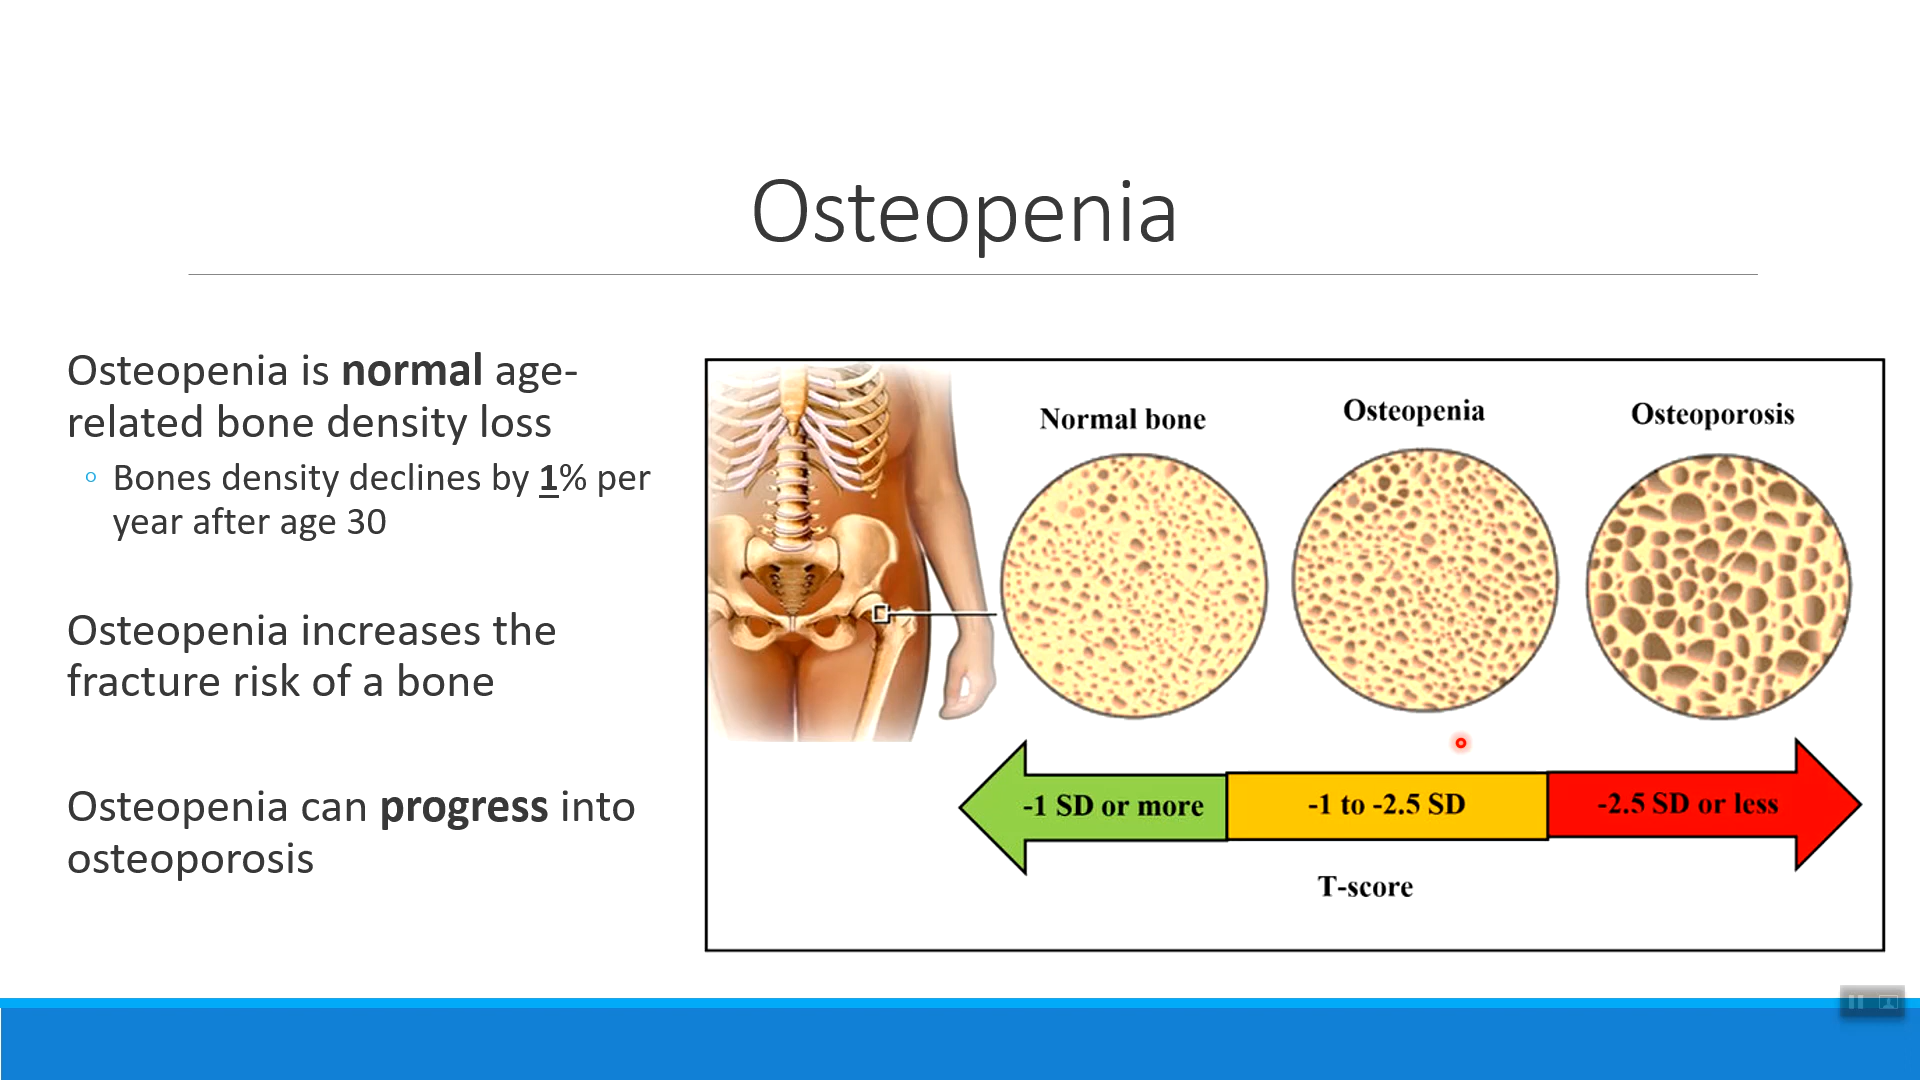 Osteopenia
Osteopenia is normal age-
related bone density loss
Bones density declines by 1% per
year after age 30
Osteopenia increases the
fracture risk of a bone
Osteopenia can progress into
osteoporosis
Normal bone
Osteopenia
Osteoporosis
-1 SD or more
-1 to -2.5 SD
-2.5 SD or less
T-score